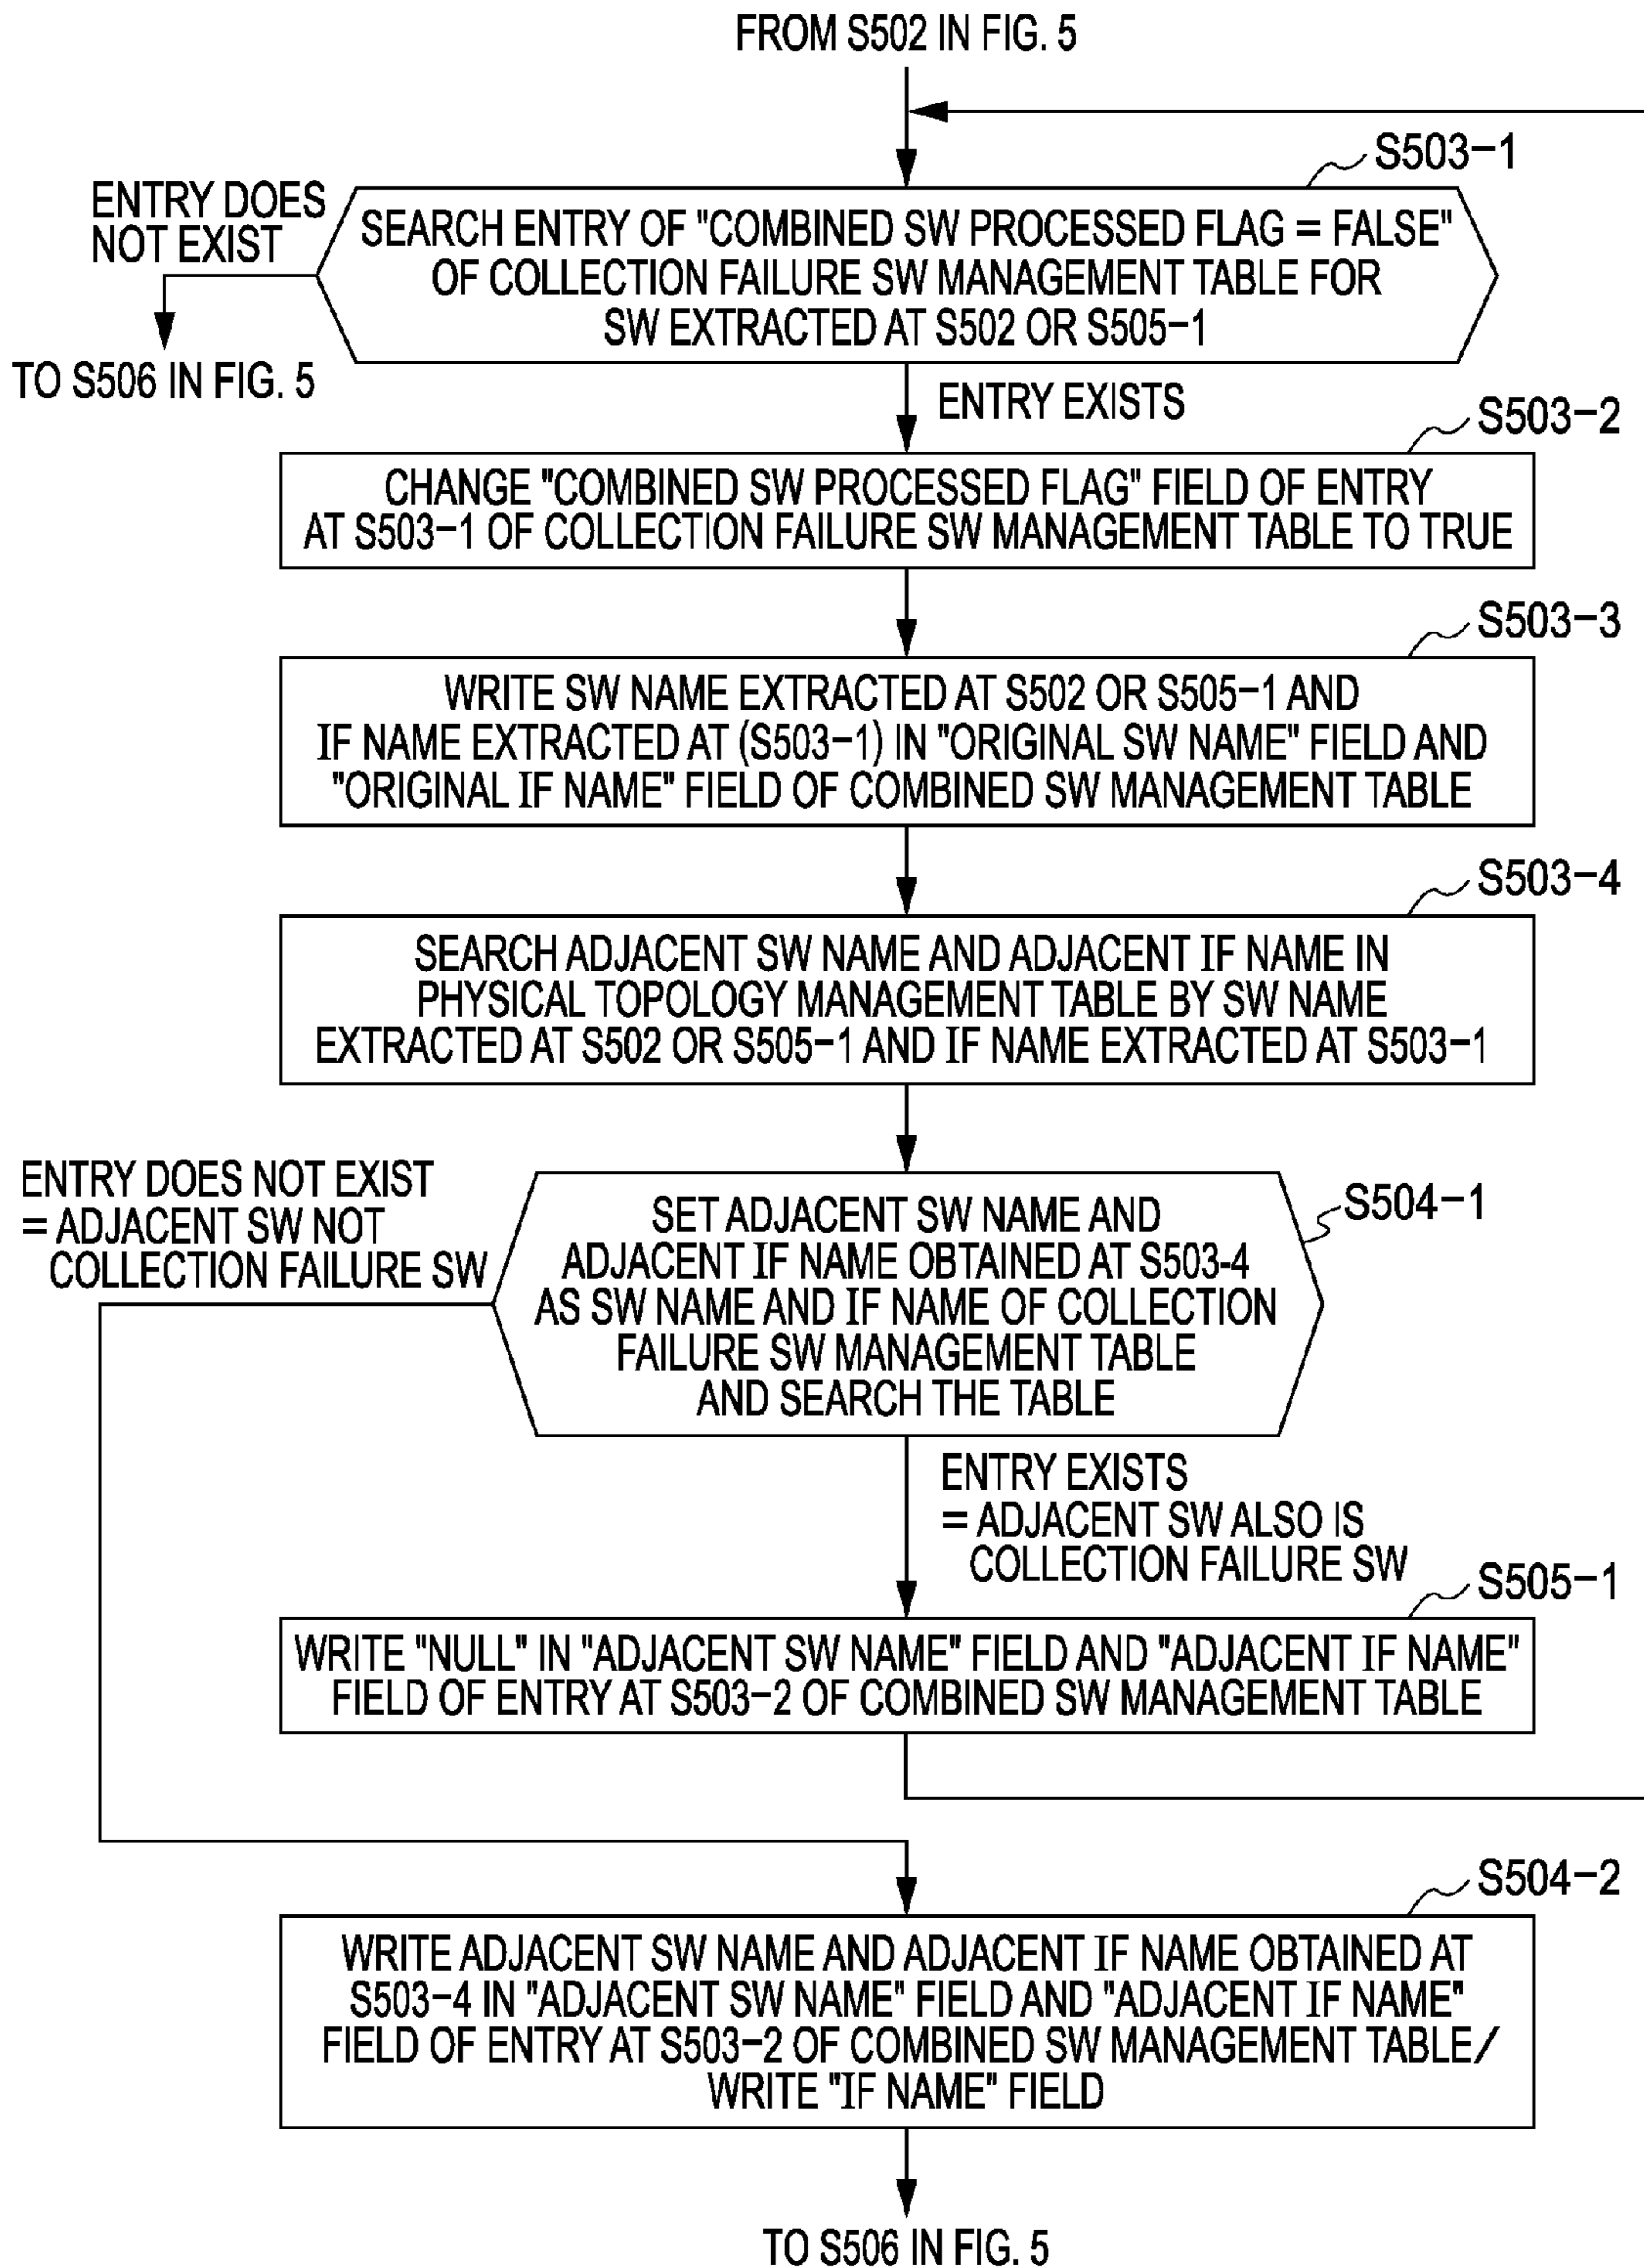 FROM S502 IN FIG. 5
S503-1
ENTRY DOES
NOT EXIST
SEARCH ENTRY OF "COMBINED SW PROCESSED FLAG = FALSE"
OF COLLECTION FAILURE SW MANAGEMENT TABLE FOR
SW EXTRACTED AT S502 OR S505-1
TO S506 IN FIG. 5
ENTRY EXISTS
S503-2
CHANGE "COMBINED SW PROCESSED FLAG" FIELD OF ENTRY
AT S503-1 OF COLLECTION FAILURE SW MANAGEMENT TABLE TO TRUE
S503-3
WRITE SW NAME EXTRACTED AT S502 OR S505-1 AND
IF NAME EXTRACTED AT (S503-1) IN "ORIGINAL SW NAME" FIELD AND
"ORIGINAL IF NAME" FIELD OF COMBINED SW MANAGEMENT TABLE
S503-4
SEARCH ADJACENT SW NAME AND ADJACENT IF NAME IN
PHYSICAL TOPOLOGY MANAGEMENT TABLE BY SW NAME
EXTRACTED AT S502 OR S505-1 AND IF NAME EXTRACTED AT S503-1
ENTRY DOES NOT EXIST
= ADJACENT SW NOT
COLLECTION FAILURE SW
S504-1
SET ADJACENT SW NAME AND
ADJACENT IF NAME OBTAINED AT S503-4
AS SW NAME AND IF NAME OF COLLECTION
FAILURE SW MANAGEMENT TABLE
AND SEARCH THE TABLE
ENTRY EXISTS
= ADJACENT SW ALSO IS
COLLECTION FAILURE SW
S505-1
WRITE "NULL" IN "ADJACENT SW NAME" FIELD AND "ADJACENT IF NAME"
FIELD OF ENTRY AT S503-2 OF COMBINED SW MANAGEMENT TABLE
S504-2
WRITE ADJACENT SW NAME AND ADJACENT IF NAME OBTAINED AT
S503-4 IN "ADJACENT SW NAME" FIELD AND "ADJACENT IF NAME"
FIELD OF ENTRY AT S503-2 OF COMBINED SW MANAGEMENT TABLE/
WRITE "IF NAME" FIELD
TO S506 IN FIG. 5